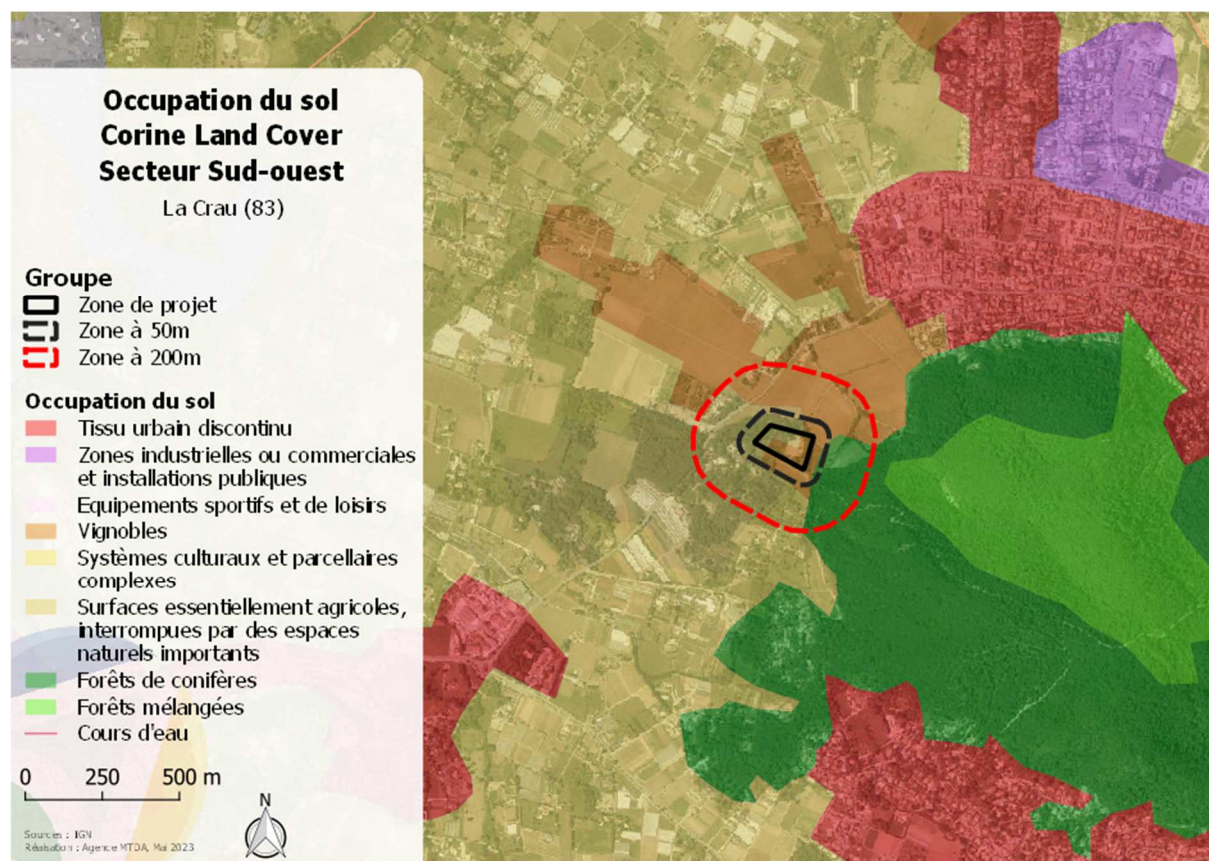 Occupation du sol
Corine Land Cover
Secteur Sud-ouest
La Crau (83)
Groupe
Zone de projet
Zone à 50m
Zone à 200m
Occupation du sol
Tissu urbain discontinu
Zones industrielles ou commerciales
et installations publiques
Equipements sportifs et de loisirs
Vignobles
Systèmes culturaux et parcellaires
complexes
Surfaces essentiellement agricoles,
interrompues par des espaces
naturels importants
Forêts de conifères
Forêts mélangées
Cours d'eau
0 250 500 m
N
Sources : IGN
Réalisation : Agence MTDA, Mai 2023